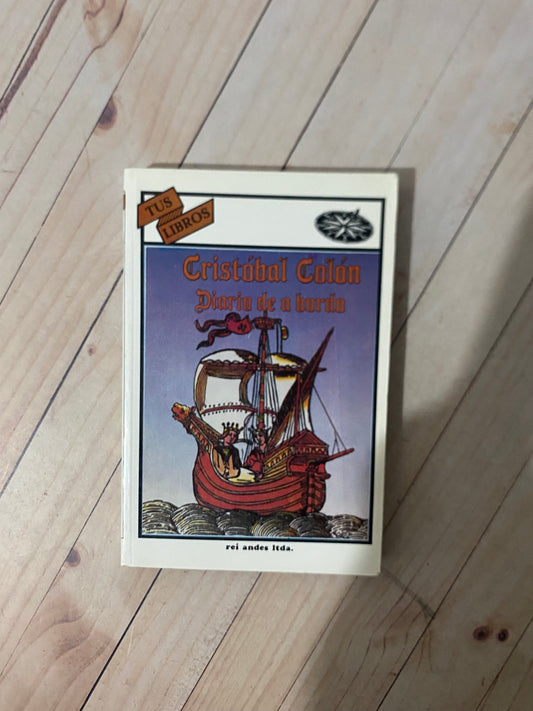 TUS
LIBROS
Cristóbal Colón
Diario de a bordo
rei andes ltda.